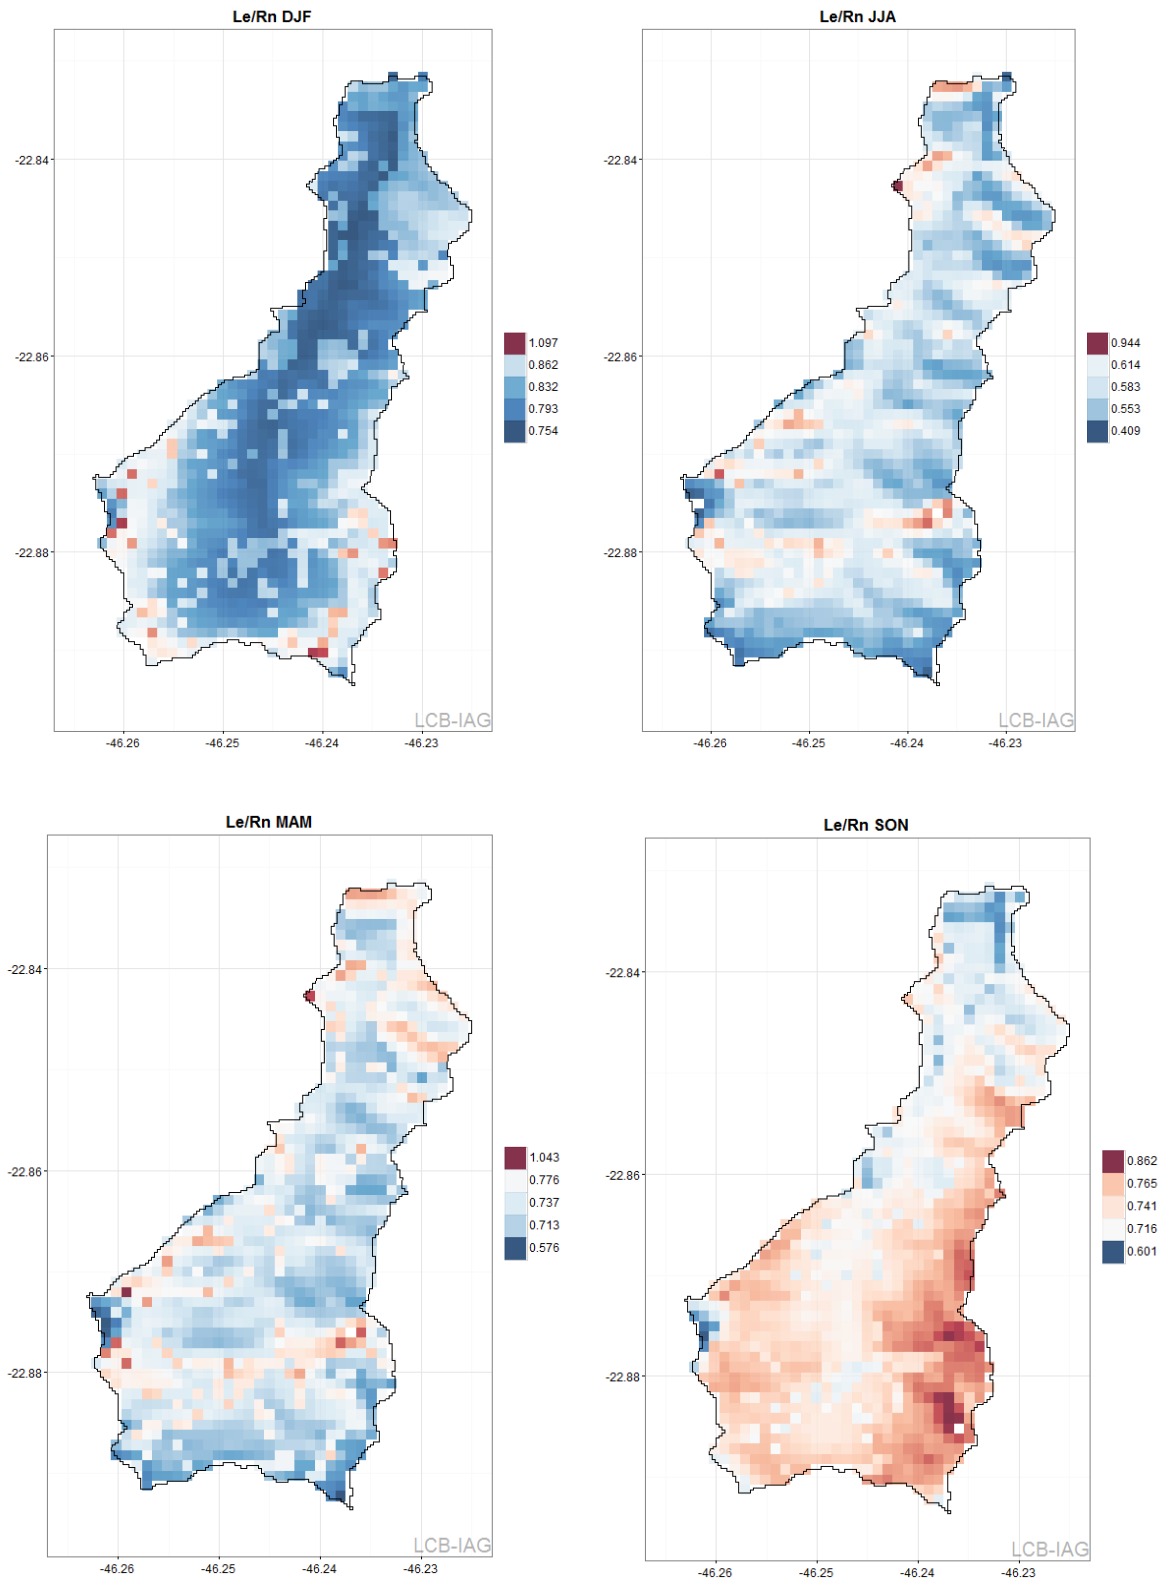 Le/Rn DJF
-22.84
-22.86
-22.88
-46.26 -46.25 -46.24 -46.23
1.097
0.862
0.832
0.793
0.754
LCB-IAG
Le/Rn JJA
-22.84
-22.86
-22.88
-46.26 -46.25 -46.24 -46.23
0.944
0.614
0.583
0.553
0.409
LCB-IAG
Le/Rn MAM
-22.84
-22.86
-22.88
-46.26 -46.25 -46.24 -46.23
1.043
0.776
0.737
0.713
0.576
LCB-IAG
Le/Rn SON
-22.84
-22.86
-22.88
-46.26 -46.25 -46.24 -46.23
0.862
0.765
0.741
0.716
0.601
LCB-IAG